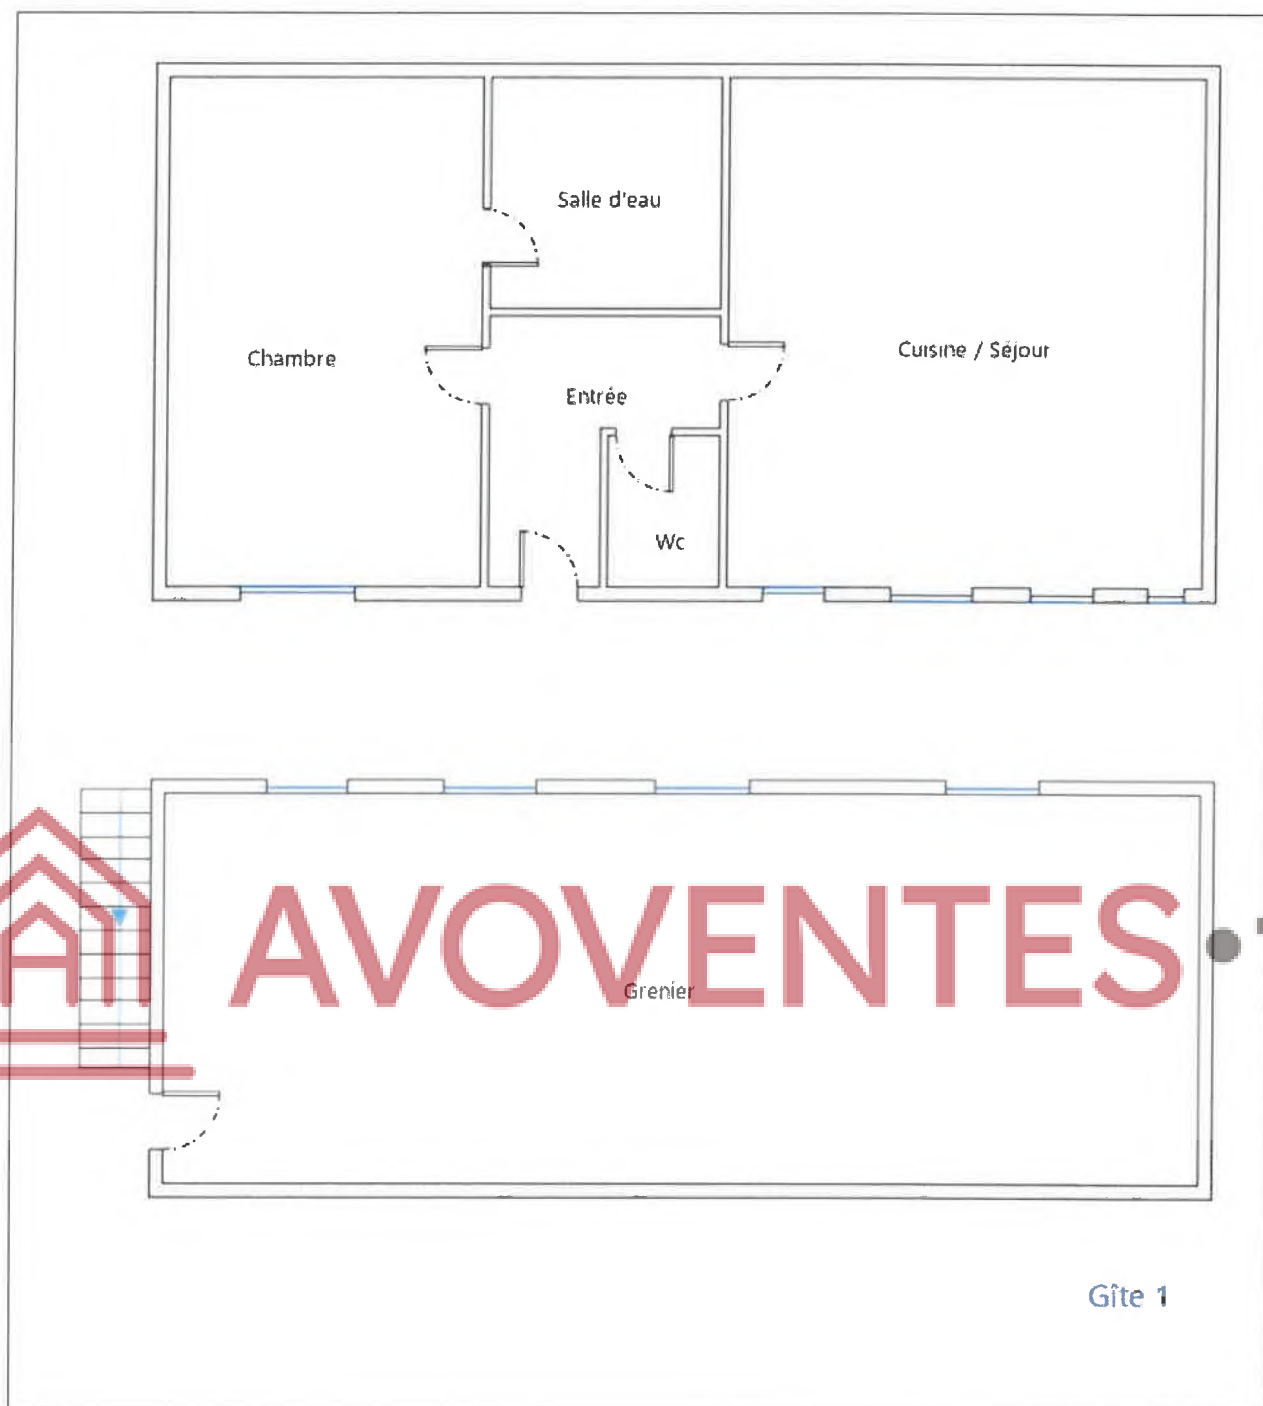 Salle d'eau
Chambre
Cuisine / Séjour
Entrée
Wc
AVOVENTES
Grenier
Gîte 1